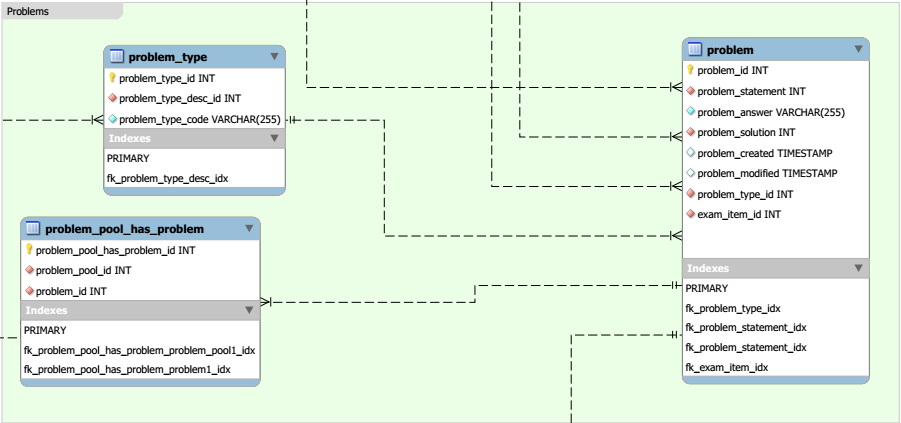 Problems
problem_type
problem_type_id INT
problem_type_desc_id INT
problem_type_code VARCHAR(255)
Indexes
PRIMARY
fk_problem_type_desc_idx
problem_pool_has_problem
problem_pool_has_problem_id INT
problem_pool_id INT
problem_id INT
Indexes
PRIMARY
fk_problem_pool_has_problem_problem_pool1_idx
fk_problem_pool_has_problem_problem1_idx
problem
problem_id INT
problem_statement INT
problem_answer VARCHAR(255)
problem_solution INT
problem_created TIMESTAMP
problem_modified TIMESTAMP
problem_type_id INT
exam_item_id INT
Indexes
PRIMARY
fk_problem_type_idx
fk_problem_statement_idx
fk_problem_statement_idx
fk_exam_item_idx